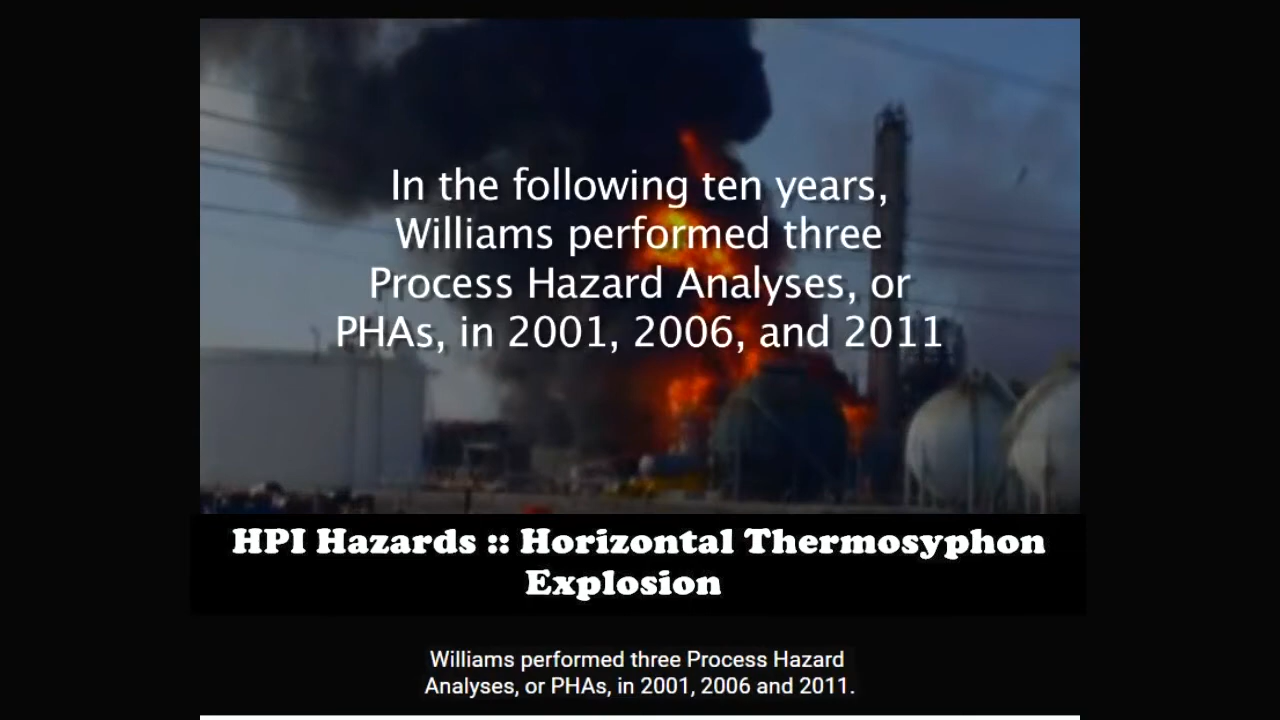 In the following ten years,
Williams performed three
Process Hazard Analyses, or
PHAs, in 2001, 2006, and 2011
HPI Hazards :: Horizontal Thermosyphon
Explosion
Williams performed three Process Hazard
Analyses, or PHAs, in 2001, 2006 and 2011.